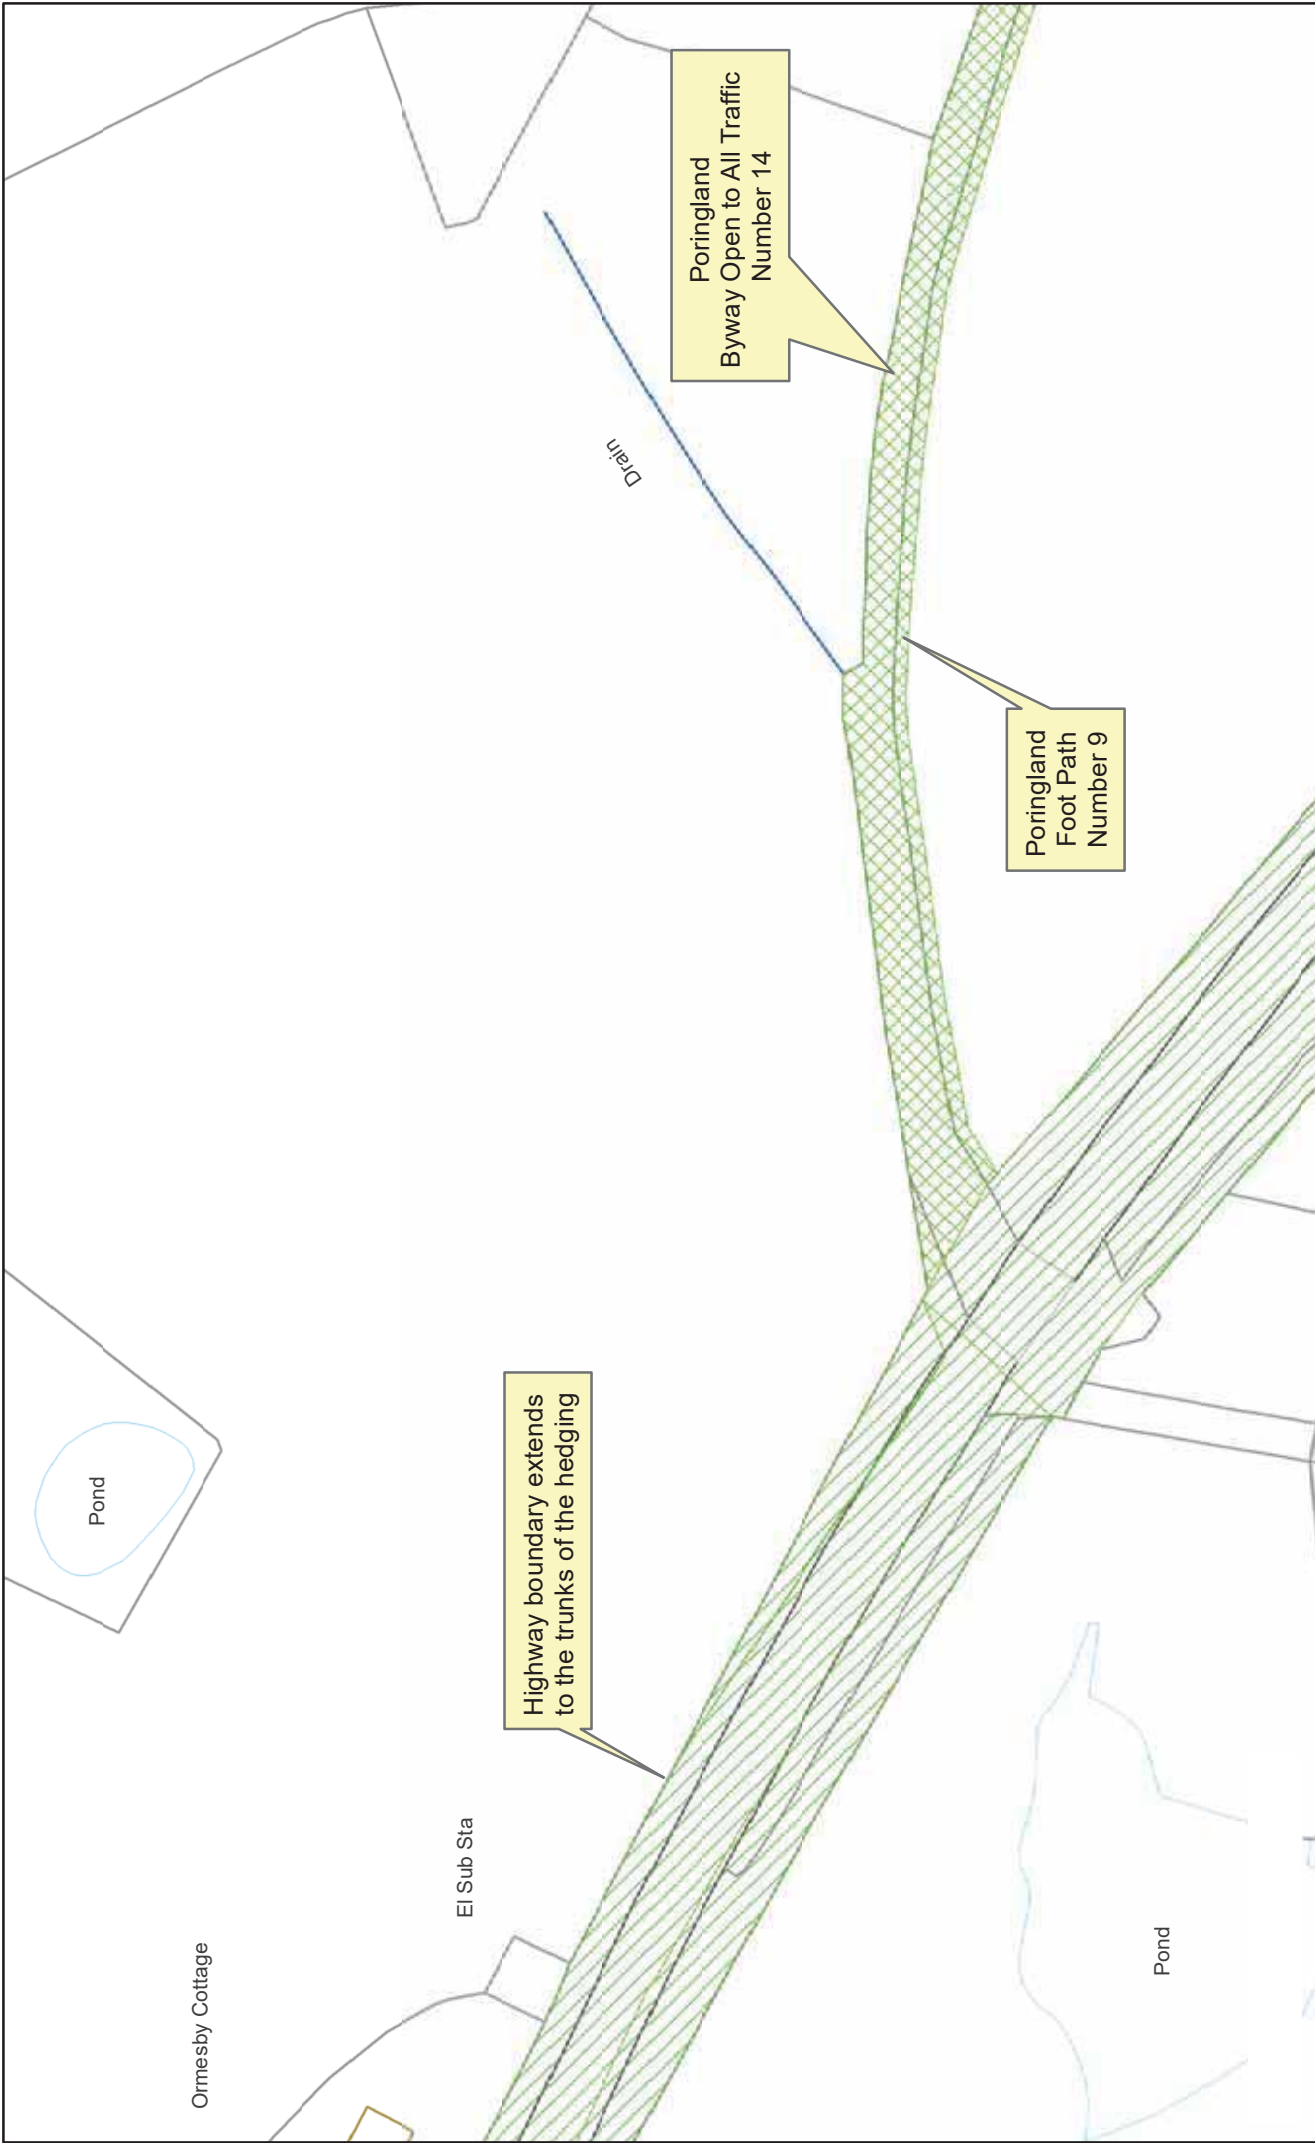 Ormesby Cottage
El Sub Sta
Pond
Highway boundary extends
to the trunks of the hedging
Pond
Drain
Poringland
Foot Path
Number 9
Poringland
Byway Open to All Traffic
Number 14